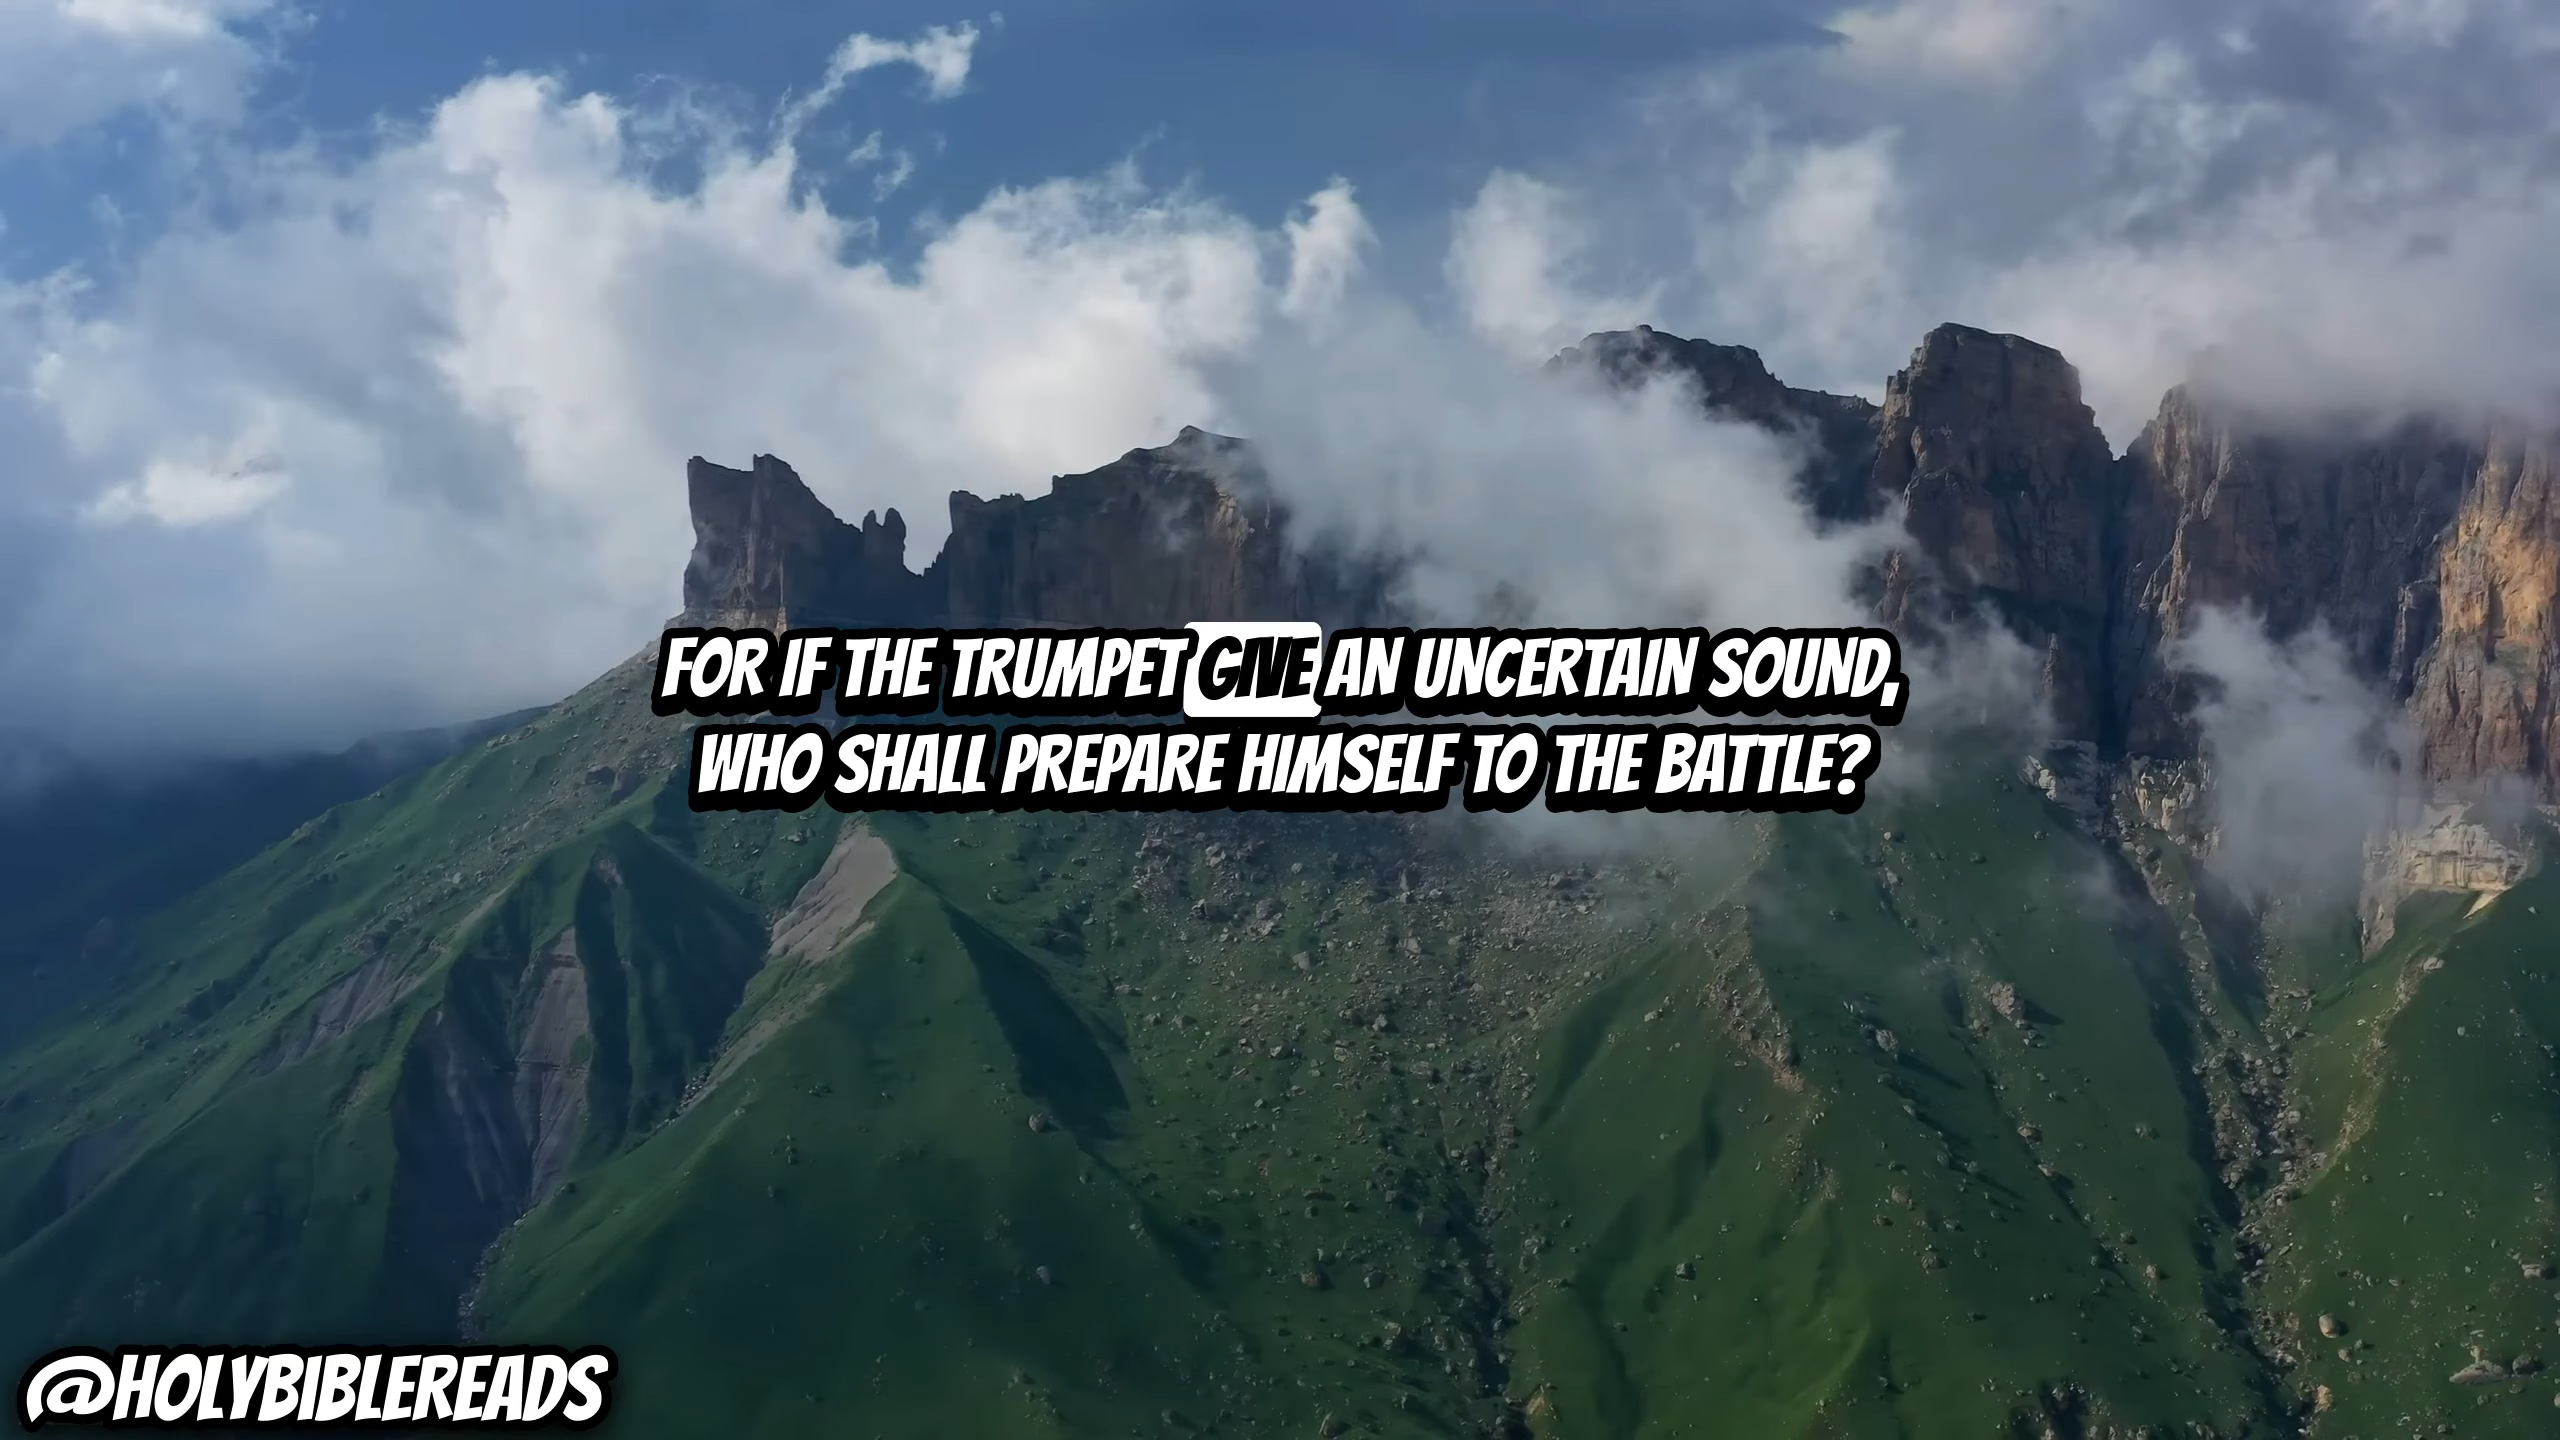 FOR IF THE TRUMPET GIVE AN UNCERTAIN SOUND,
WHO SHALL PREPARE HIMSELF TO THE BATTLE?
@HOLYBIBLEREADS